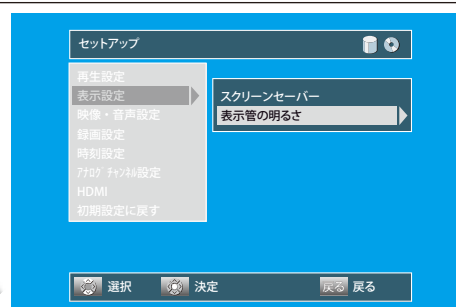 セットアップ
再生設定
表示設定
映像・音声設定
録画設定
時刻設定
ｱﾅﾛｸﾞ ﾁｬﾝﾈﾙ設定
HDMI
初期設定に戻す
スクリーンセーバー
表示管の明るさ
選択 決定 戻る 戻る